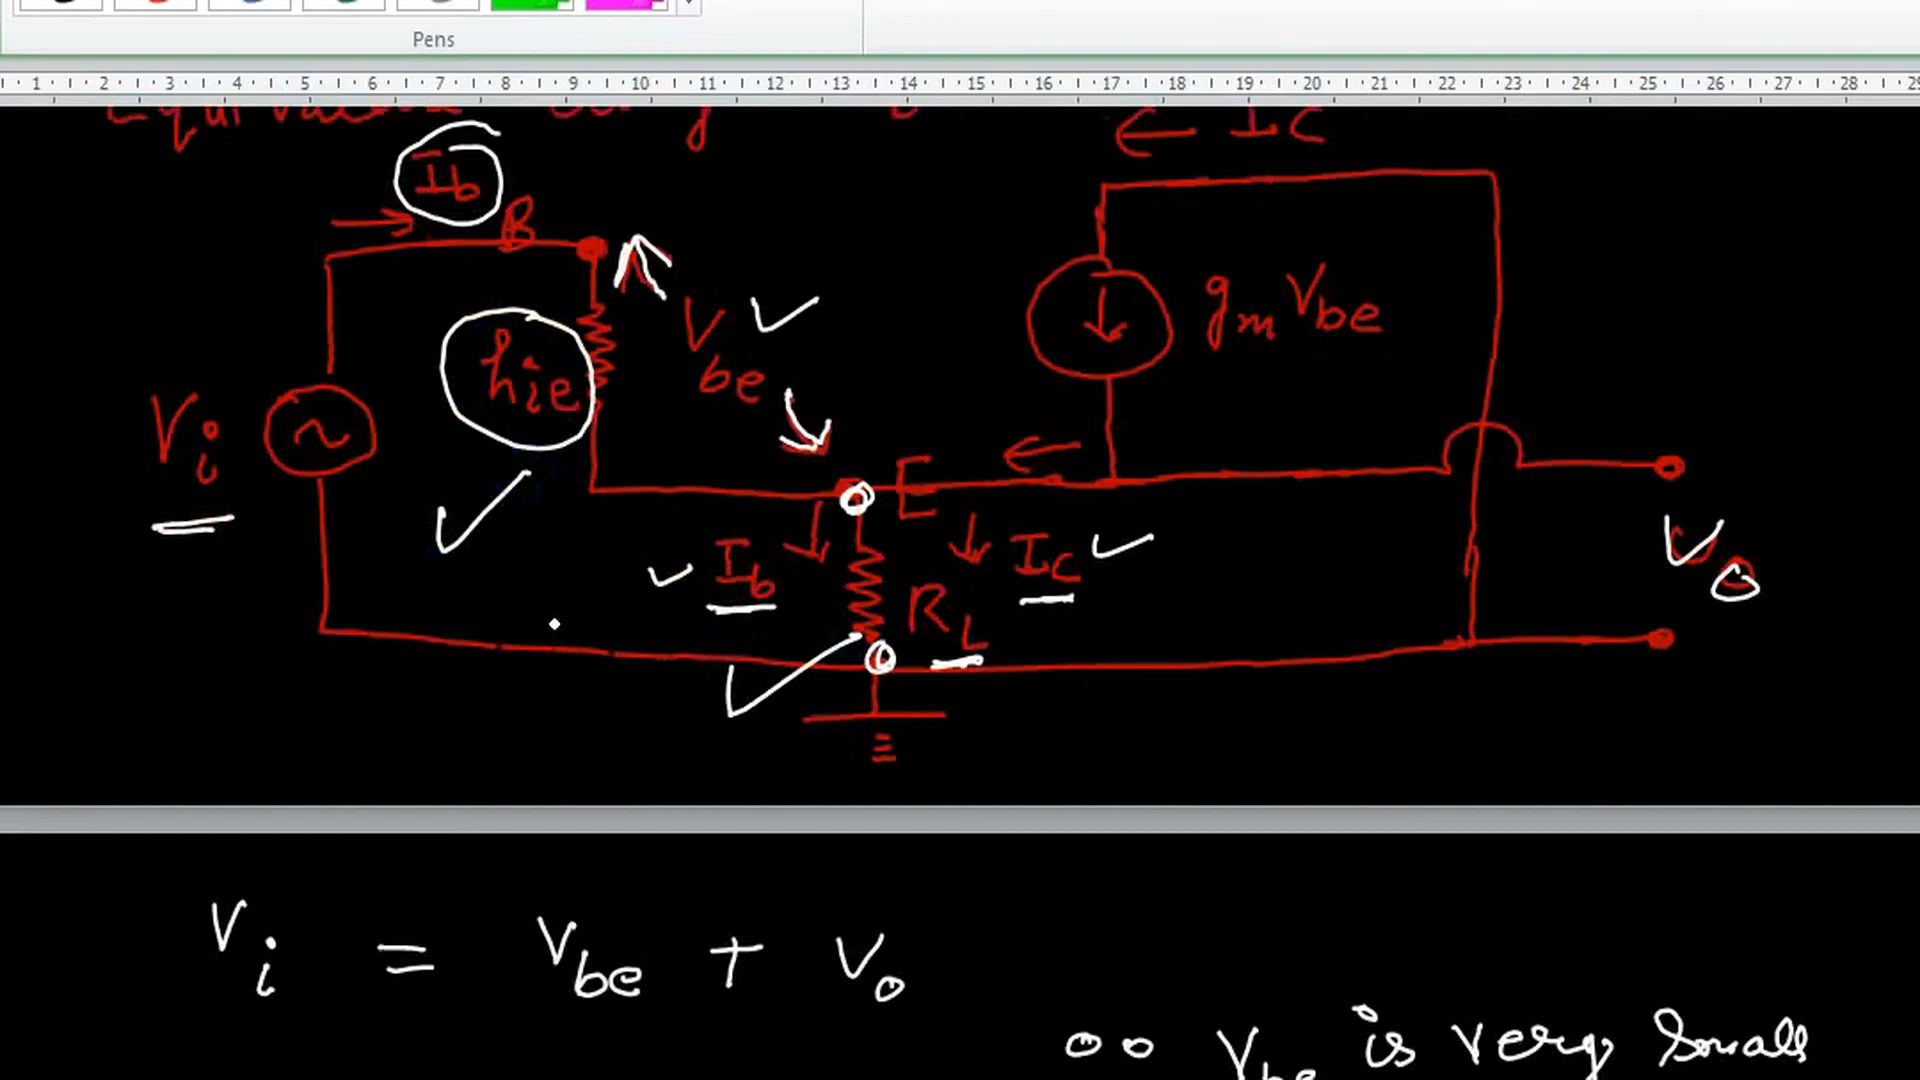 Pens
1 2 3 4 5 6 7 8 9 10 11 12 13 14 15 16 17 18 19 20 21 22 23 24 25 26 27 28 29
Equivalent
← IC
Ib
B
Vbe
gm Vbe
hie
Vi
E
Ib
IC
RL
Vo
Vi = Vbe + Vo
Vbe is very small